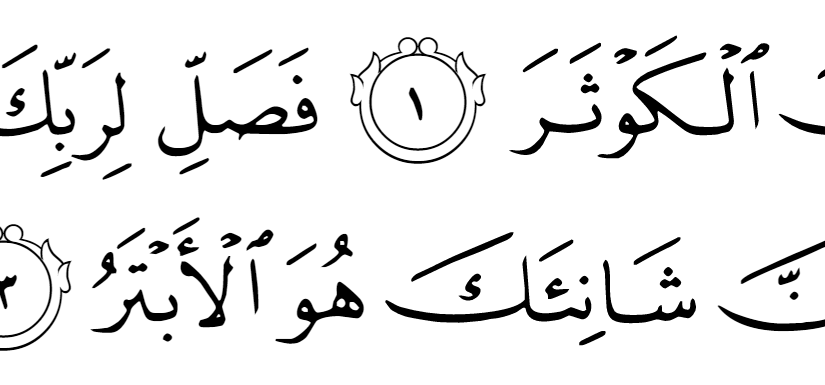 ٱلْكَوْثَرَ ١ فَصَلِّ لِرَبِّكَ
شَانِئَكَ هُوَ ٱلْأَبْتَرُ ٣